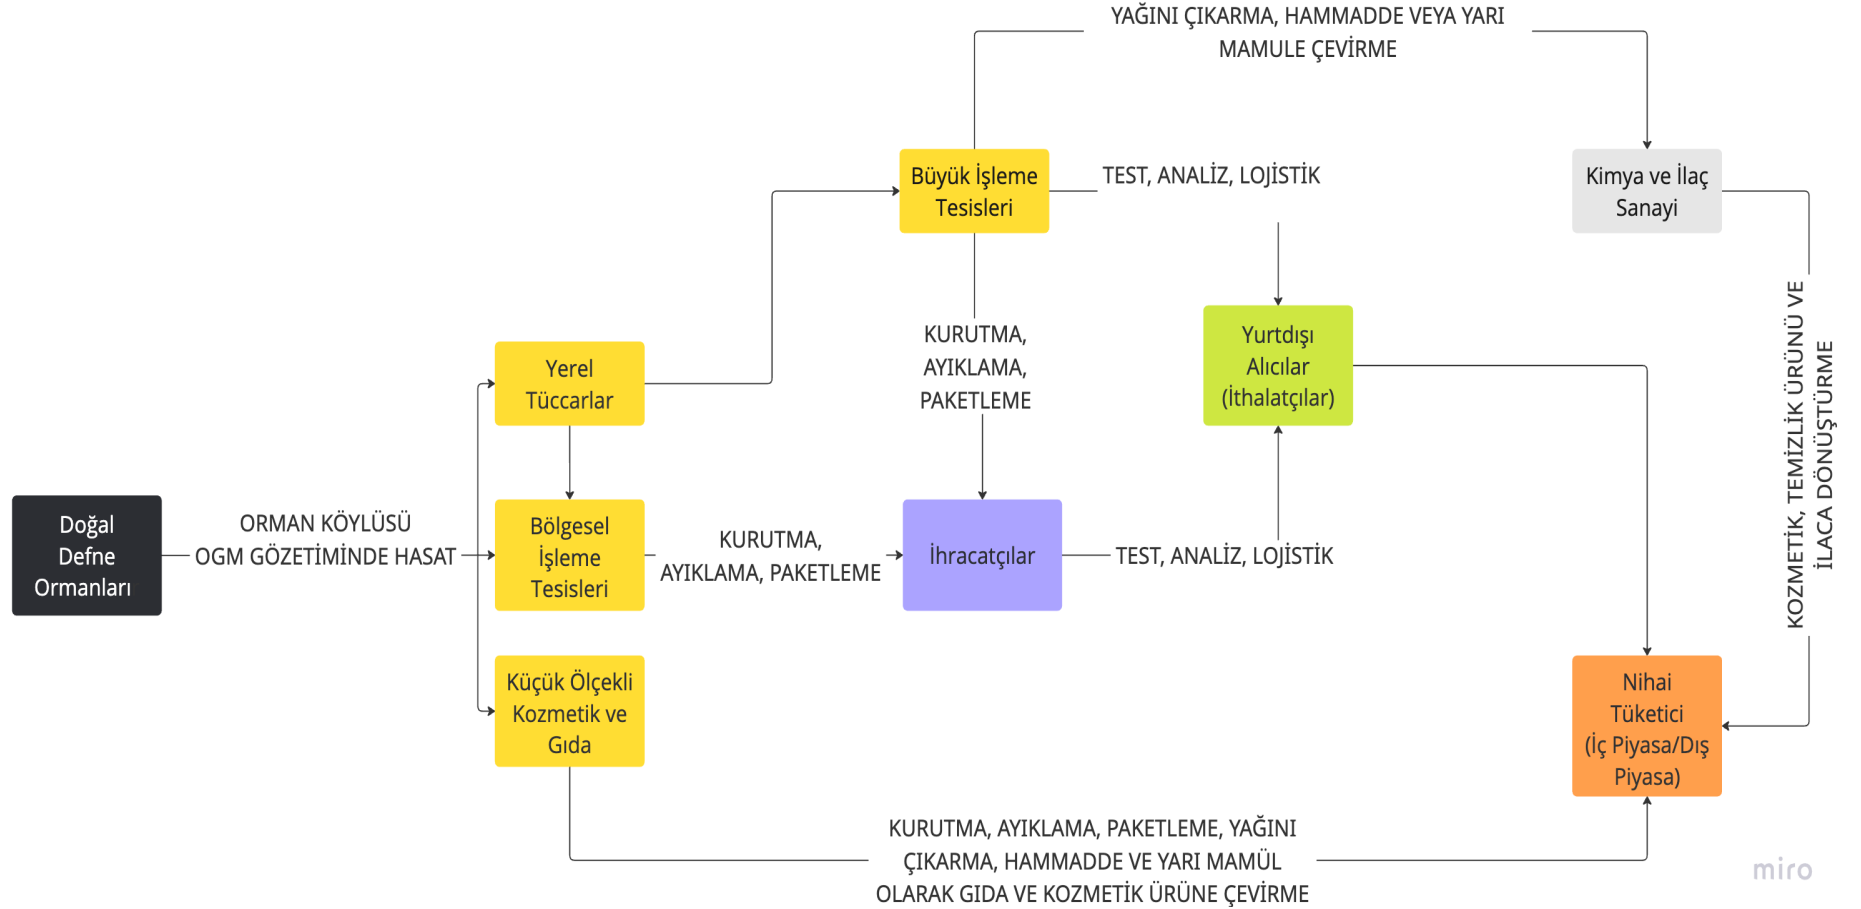 YAĞINI ÇIKARMA, HAMMADDE VEYA YARI
MAMULE ÇEVİRME
Büyük İşleme
Tesisleri
TEST, ANALİZ, LOJİSTİK
Kimya ve İlaç
Sanayi
KURUTMA,
AYIKLAMA,
PAKETLEME
Yurtdışı
Alıcılar
(İthalatçılar)
KOZMETİK, TEMİZLİK ÜRÜNÜ VE
İLACA DÖNÜŞTÜRME
Yerel
Tüccarlar
Doğal
Defne
Ormanları
ORMAN KÖYLÜSÜ
OGM GÖZETİMİNDE HASAT
Bölgesel
İşleme
Tesisleri
KURUTMA,
AYIKLAMA, PAKETLEME
İhracatçılar
TEST, ANALİZ, LOJİSTİK
Küçük Ölçekli
Kozmetik ve
Gıda
Nihai
Tüketici
(İç Piyasa/Dış
Piyasa)
KURUTMA, AYIKLAMA, PAKETLEME, YAĞINI
ÇIKARMA, HAMMADDE VE YARI MAMÜL
OLARAK GIDA VE KOZMETİK ÜRÜNE ÇEVİRME
miro